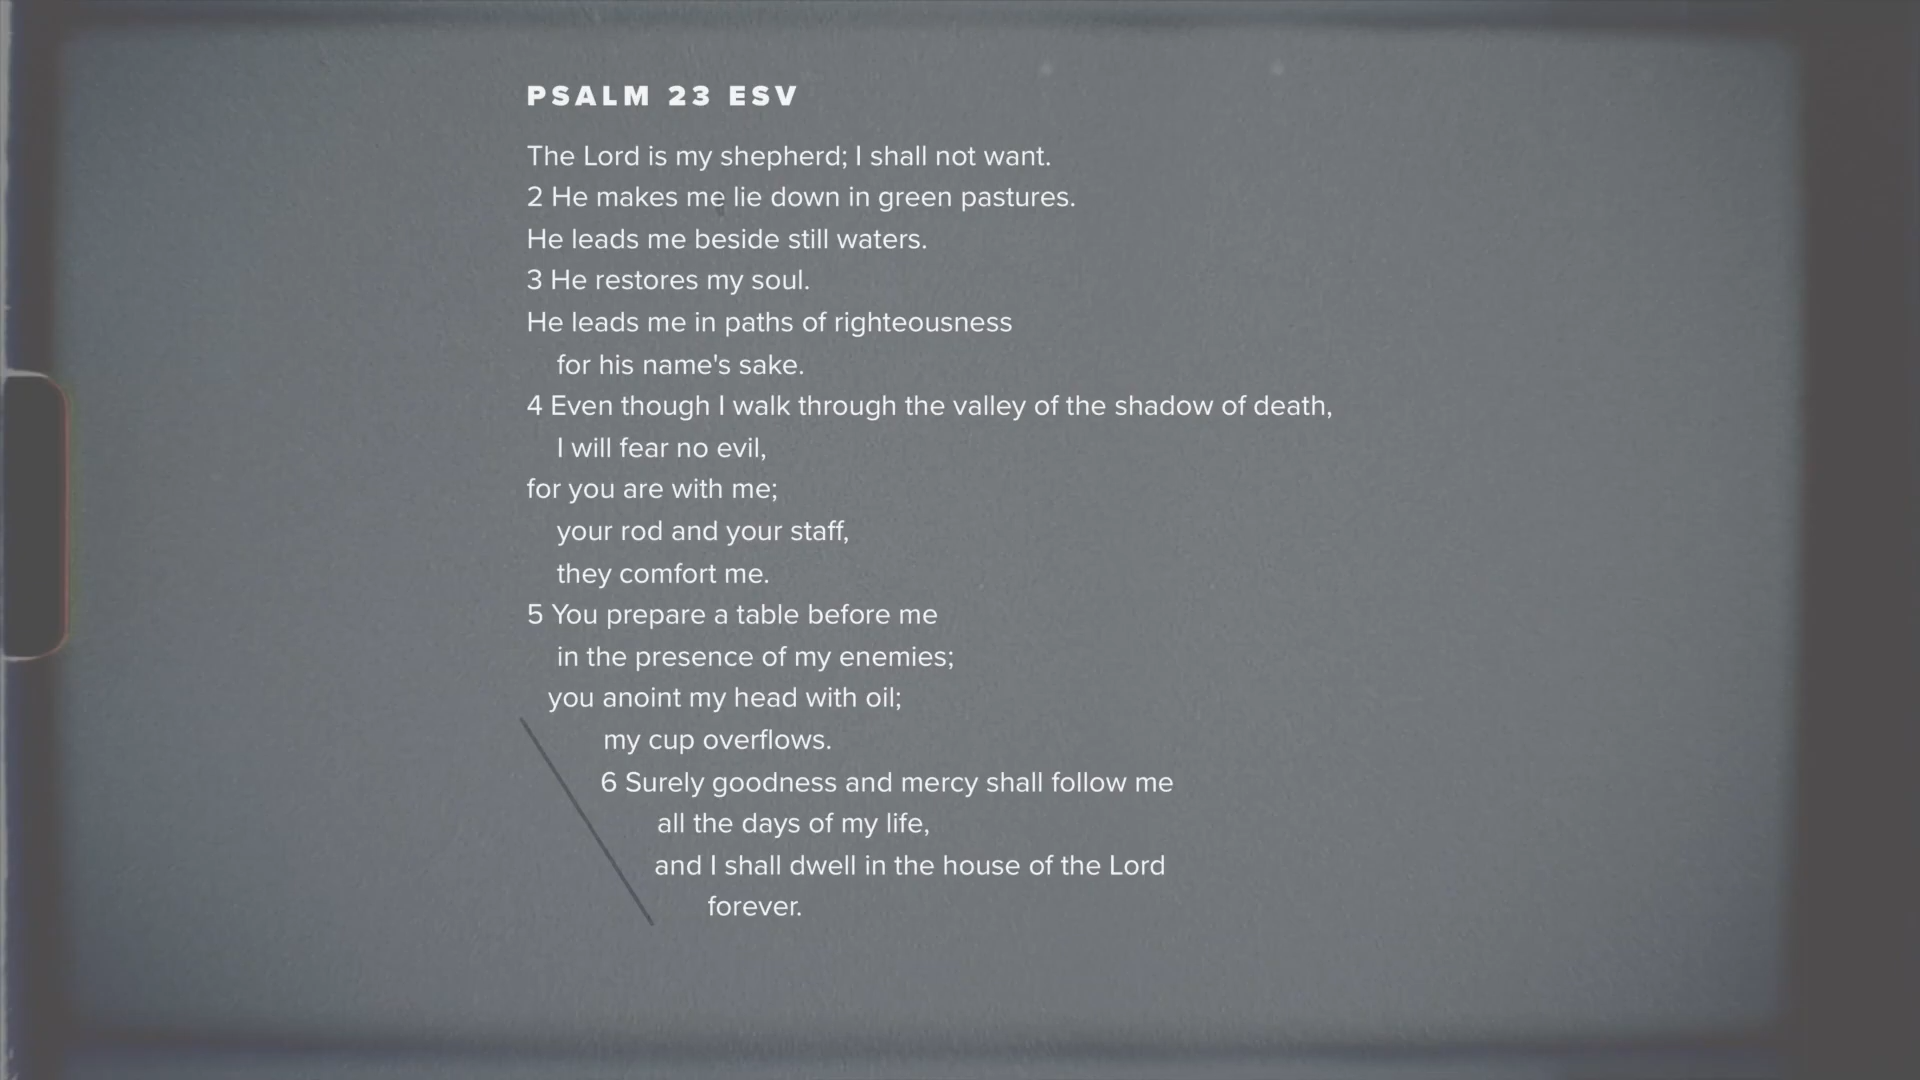 PSALM 23 ESV
The Lord is my shepherd; I shall not want.
2 He makes me lie down in green pastures.
He leads me beside still waters.
3 He restores my soul.
He leads me in paths of righteousness
for his name's sake.
4 Even though I walk through the valley of the shadow of death,
I will fear no evil,
for you are with me;
your rod and your staff,
they comfort me.
5 You prepare a table before me
in the presence of my enemies;
you anoint my head with oil;
my cup overflows.
6 Surely goodness and mercy shall follow me
all the days of my life,
and I shall dwell in the house of the Lord
forever.